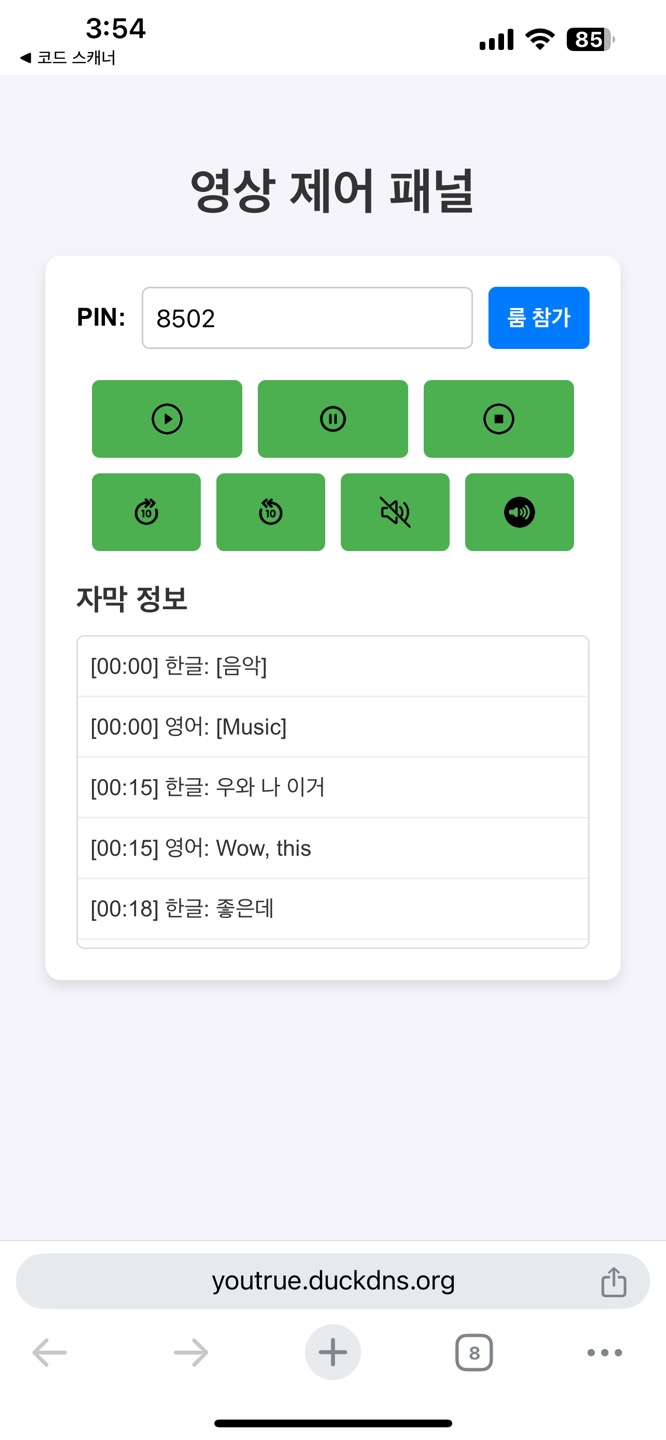 3:54
85
◀ 코드 스캐너
영상 제어 패널
PIN: 8502 룸 참가
10 10
자막 정보
[00:00] 한글: [음악]
[00:00] 영어: [Music]
[00:15] 한글: 우와 나 이거
[00:15] 영어: Wow, this
[00:18] 한글: 좋은데
youtrue.duckdns.org
8